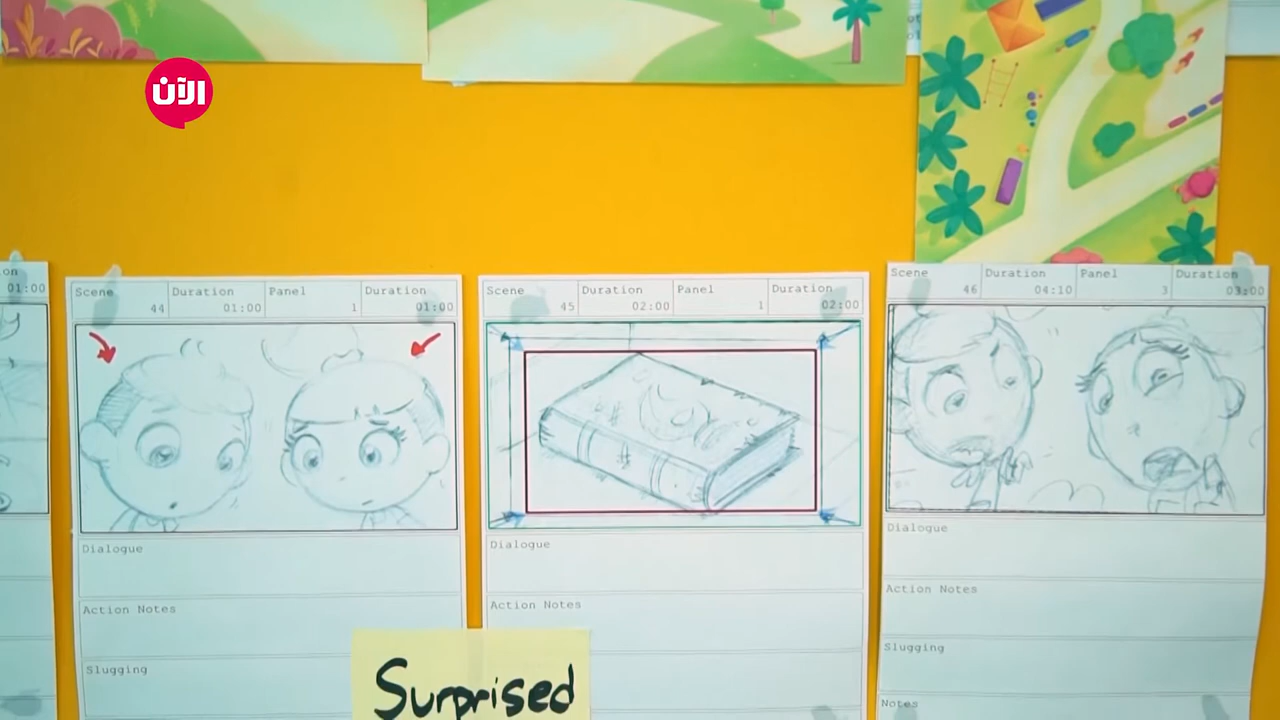 الآن
on
01:00
Scene Duration Panel Duration
44 01:00 1 01:00
Dialogue
Action Notes
Slugging
Scene Duration Panel Duration
45 02:00 1 02:00
Dialogue
Action Notes
Surprised
Scene Duration Panel Duration
46 04:10 3 03:00
Dialogue
Action Notes
Slugging
Notes